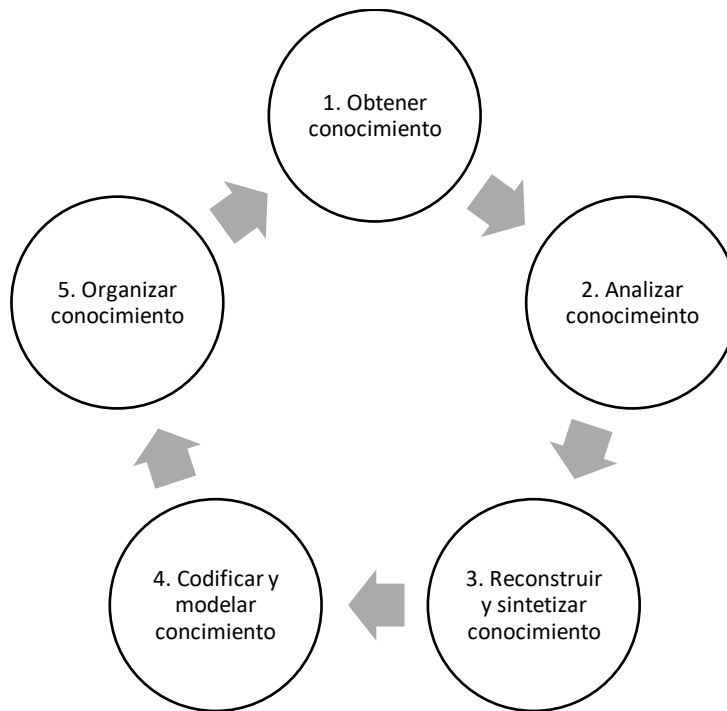 1. Obtener
conocimiento
2. Analizar
conocimeinto
3. Reconstruir
y sintetizar
conocimiento
4. Codificar y
modelar
concimiento
5. Organizar
conocimiento